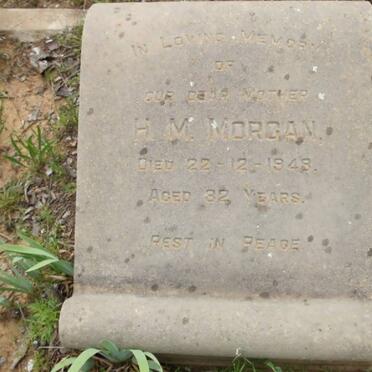 IN LOVING MEMORY
OF
OUR DEAR MOTHER
H. M. MORGAN.
DIED 22-12-1948.
AGED 82 YEARS.
REST IN PEACE